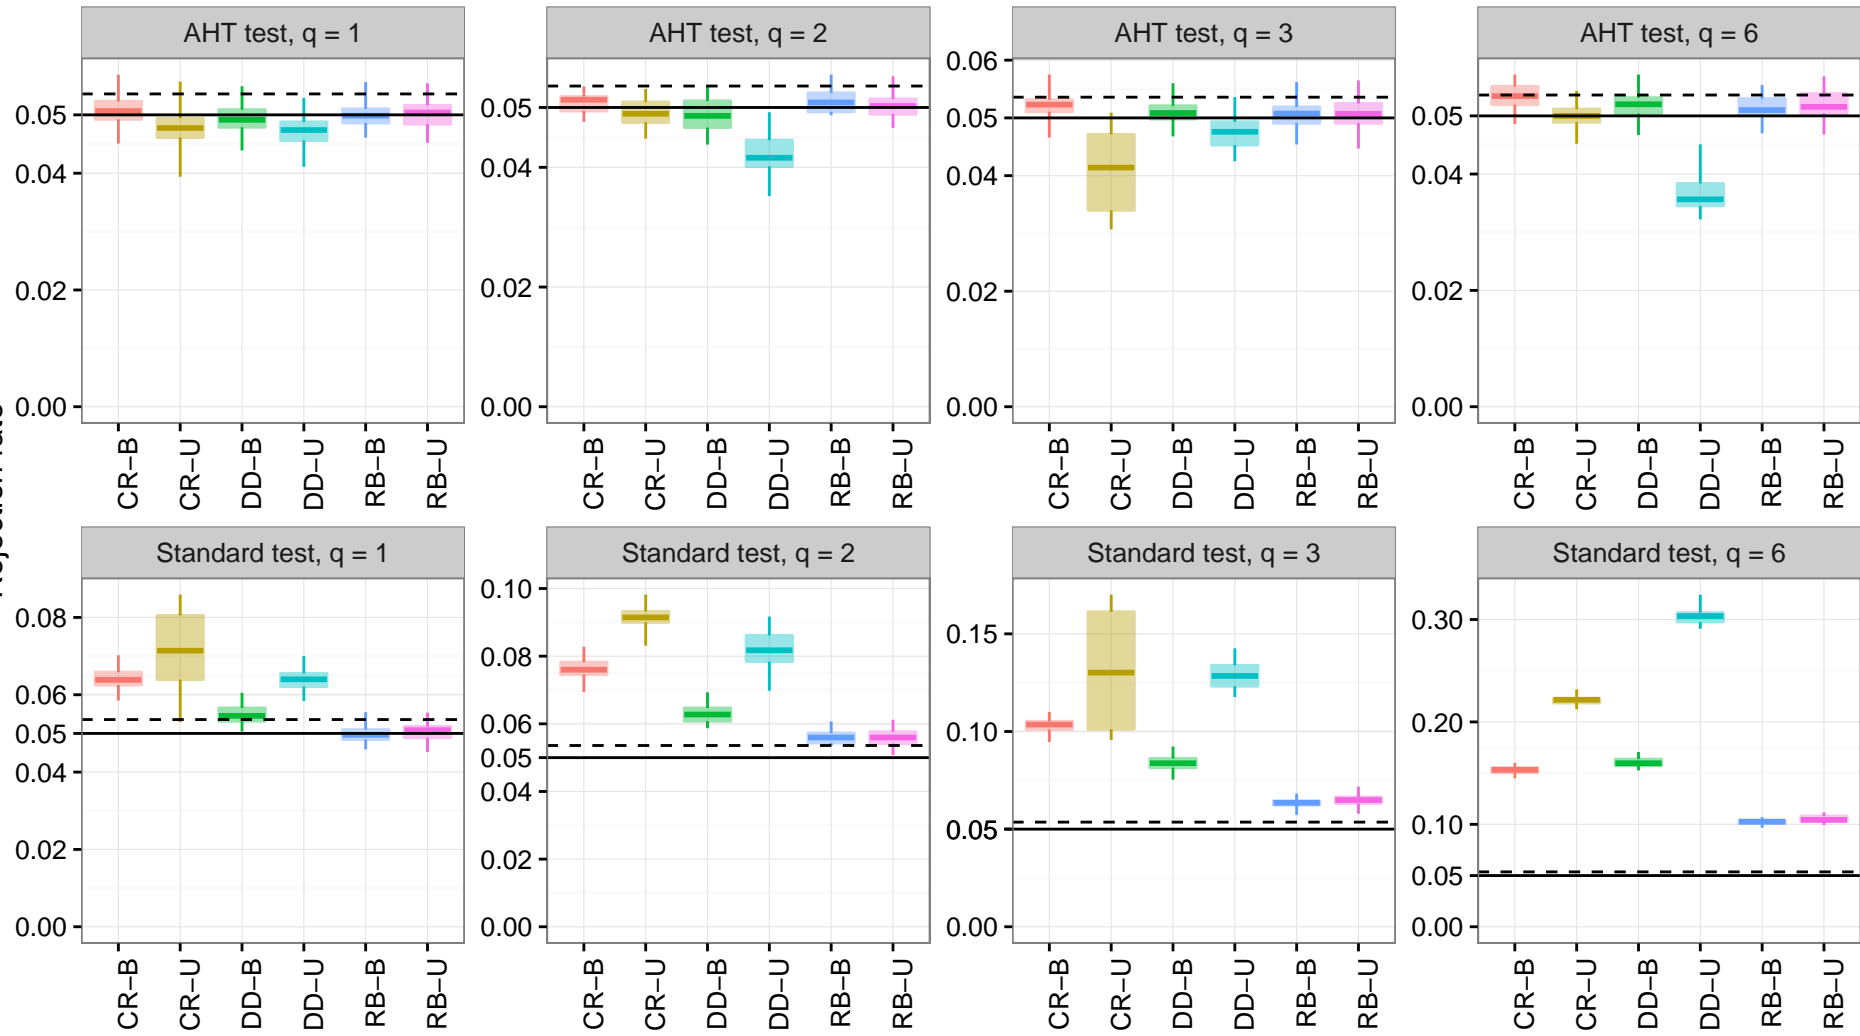 AHT test, q = 1
AHT test, q = 2
AHT test, q = 3
AHT test, q = 6
0.05
0.04
0.02
0.00
0.05
0.04
0.02
0.00
0.06
0.05
0.04
0.02
0.00
0.05
0.04
0.02
0.00
CR−B
CR−U
DD−B
DD−U
RB−B
RB−U
CR−B
CR−U
DD−B
DD−U
RB−B
RB−U
CR−B
CR−U
DD−B
DD−U
RB−B
RB−U
CR−B
CR−U
DD−B
DD−U
RB−B
RB−U
Standard test, q = 1
Standard test, q = 2
Standard test, q = 3
Standard test, q = 6
0.08
0.06
0.05
0.04
0.02
0.00
0.10
0.08
0.06
0.05
0.04
0.02
0.00
0.15
0.10
0.05
0.00
0.30
0.20
0.10
0.05
0.00
CR−B
CR−U
DD−B
DD−U
RB−B
RB−U
CR−B
CR−U
DD−B
DD−U
RB−B
RB−U
CR−B
CR−U
DD−B
DD−U
RB−B
RB−U
CR−B
CR−U
DD−B
DD−U
RB−B
RB−U